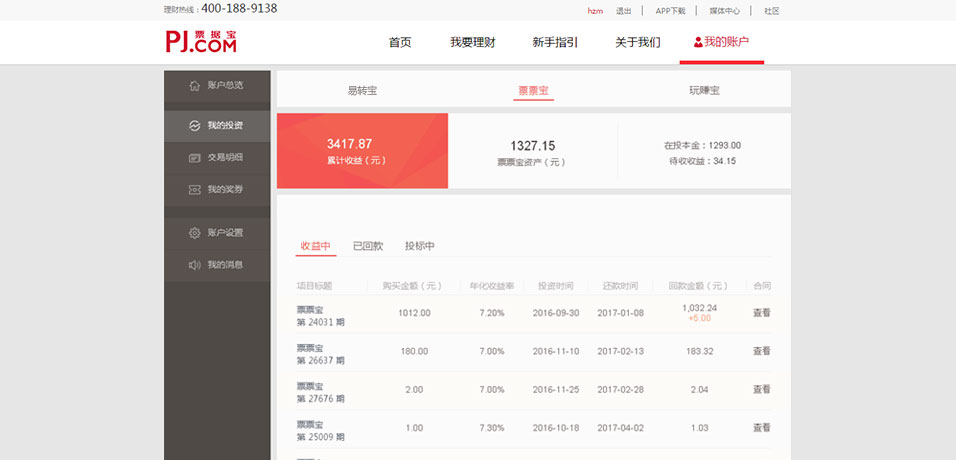 理财热线：400-188-9138
hzm 退出 | APP下载 | 媒体中心 | 社区
PJ.COM 票据宝
首页 我要理财 新手指引 关于我们 我的账户
账户总览
我的投资
交易明细
我的奖券
账户设置
我的消息
易转宝 票票宝 玩赚宝
3417.87
累计收益（元）
1327.15
票票宝资产（元）
在投本金：1293.00
待收收益：34.15
收益中 已回款 投标中
项目标题 购买金额（元） 年化收益率 投资时间 还款时间 回款金额（元） 合同
票票宝
第 24031 期 1012.00 7.20% 2016-09-30 2017-01-08 1,032.24 查看
+5.00
票票宝
第 26637 期 180.00 7.00% 2016-11-10 2017-02-13 183.32 查看
票票宝
第 27676 期 2.00 7.00% 2016-11-25 2017-02-28 2.04 查看
票票宝
第 25009 期 1.00 7.30% 2016-10-18 2017-04-02 1.03 查看